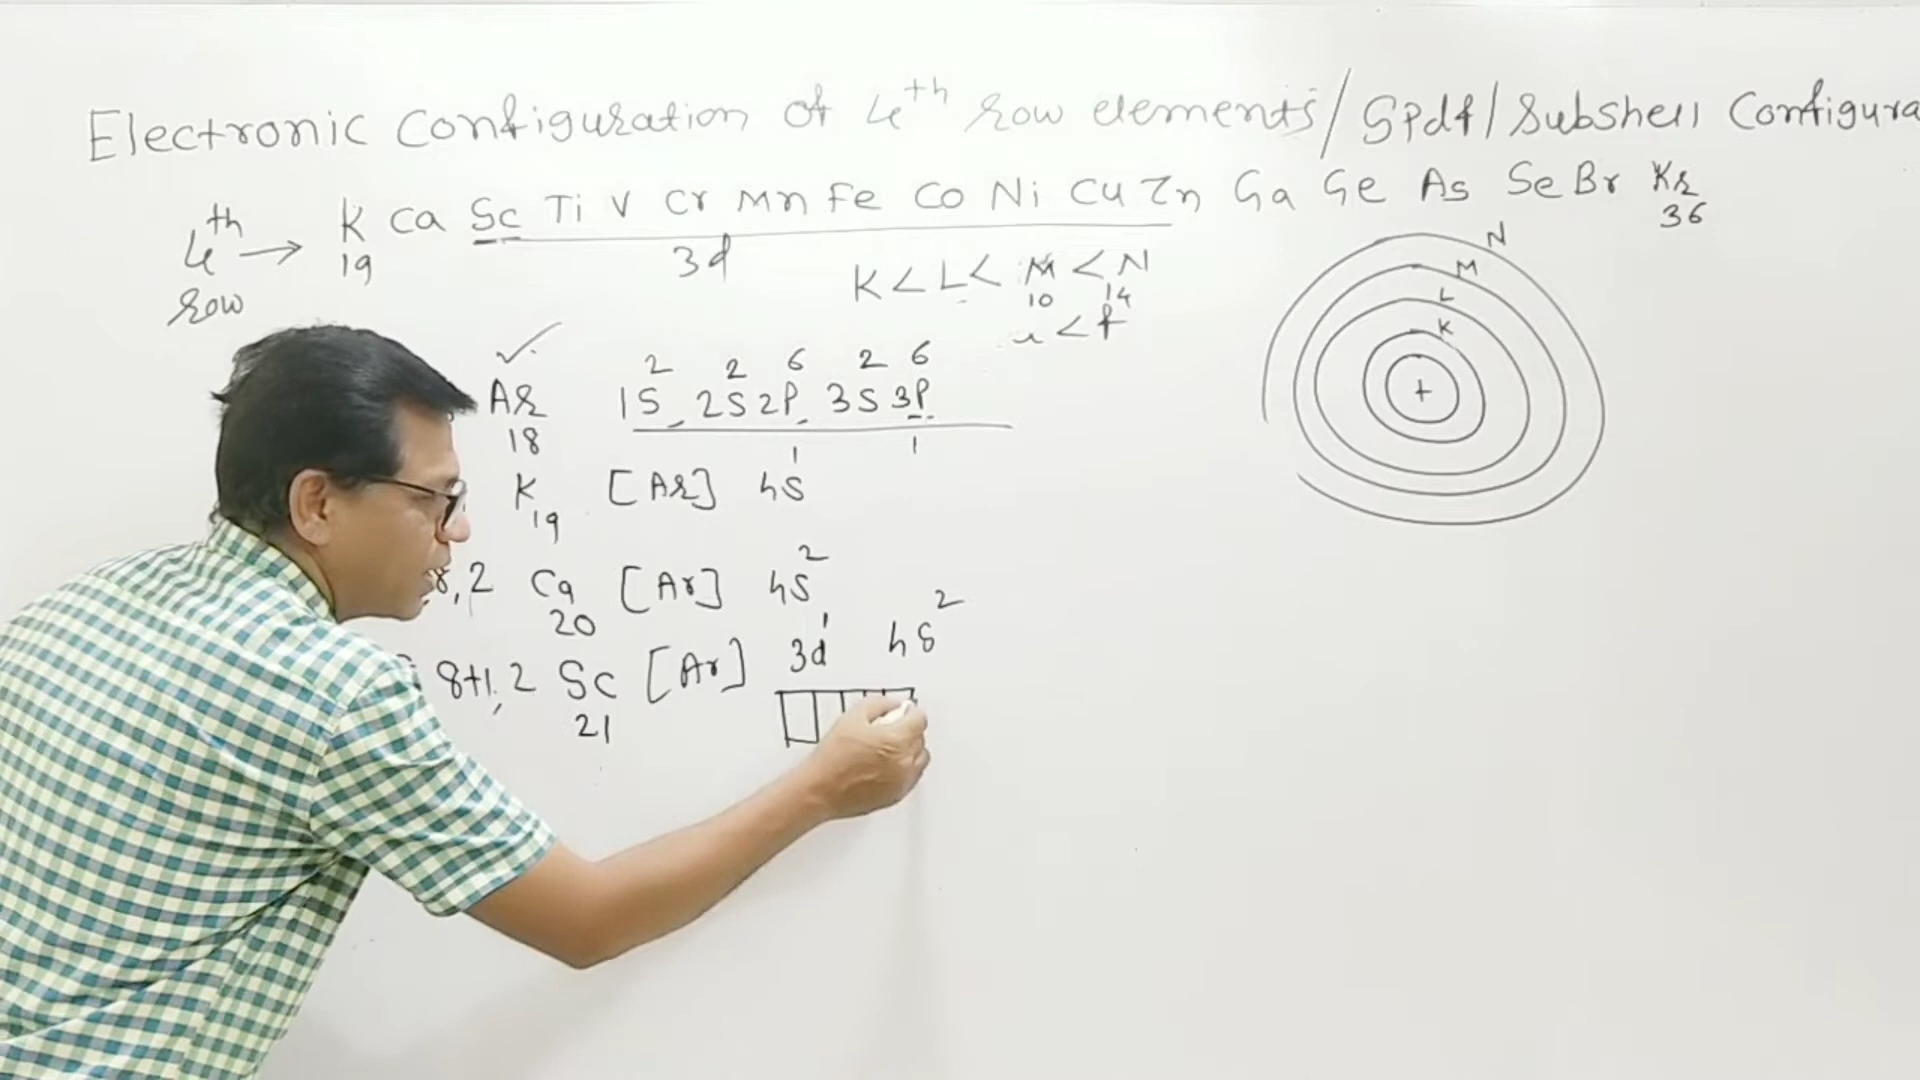 Electronic Configuration of 4th row elements/ Spdf/ Subshell Configura
4th row → K Ca Sc Ti V Cr Mn Fe Co Ni Cu Zn Ga Ge As Se Br Kr
19 3d 36
K < L < M < N
10 14
< f
N
M
L
K
+
✓
Ar 1s² 2s² 2p⁶ 3s² 3p⁶
18
K [Ar] 4s¹ 1
19
8,2 Ca [Ar] 4s²
20
8+1,2 Sc [Ar] 3d¹ 4s²
21